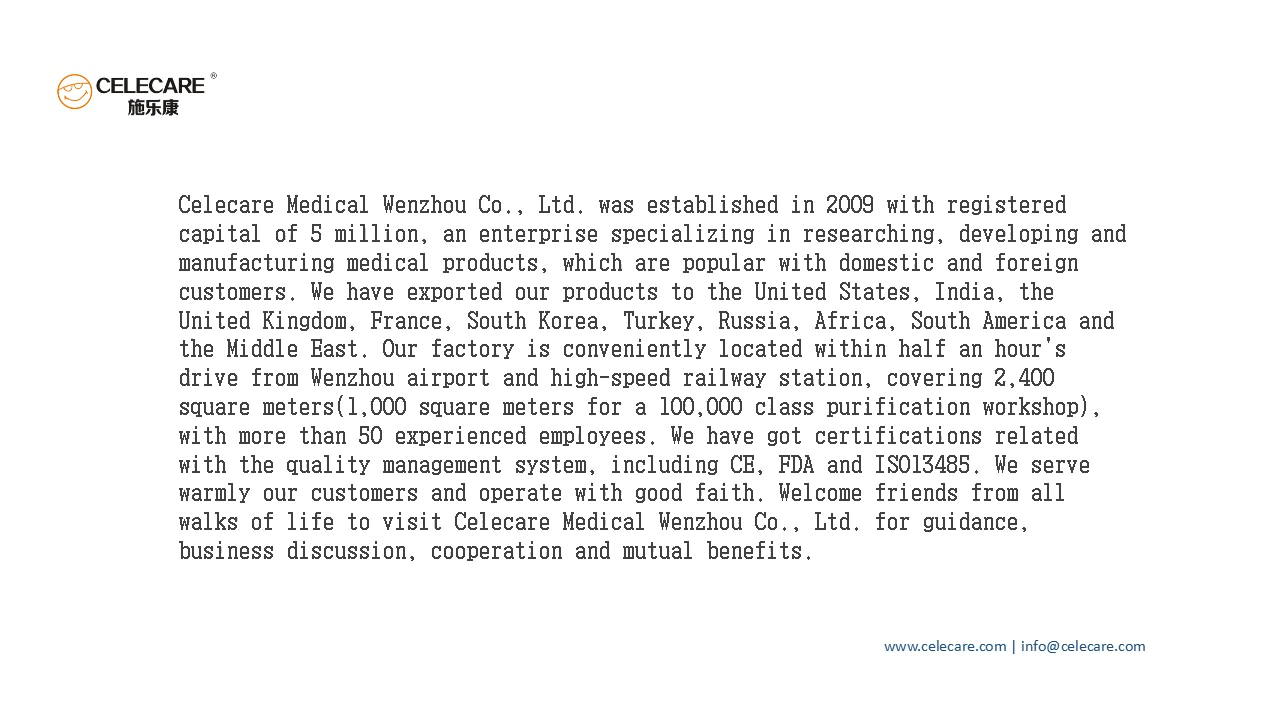 CELECARE ®
施乐康
Celecare Medical Wenzhou Co., Ltd. was established in 2009 with registered
capital of 5 million, an enterprise specializing in researching, developing and
manufacturing medical products, which are popular with domestic and foreign
customers. We have exported our products to the United States, India, the
United Kingdom, France, South Korea, Turkey, Russia, Africa, South America and
the Middle East. Our factory is conveniently located within half an hour's
drive from Wenzhou airport and high-speed railway station, covering 2,400
square meters(1,000 square meters for a 100,000 class purification workshop),
with more than 50 experienced employees. We have got certifications related
with the quality management system, including CE, FDA and ISO13485. We serve
warmly our customers and operate with good faith. Welcome friends from all
walks of life to visit Celecare Medical Wenzhou Co., Ltd. for guidance,
business discussion, cooperation and mutual benefits.
www.celecare.com | info@celecare.com